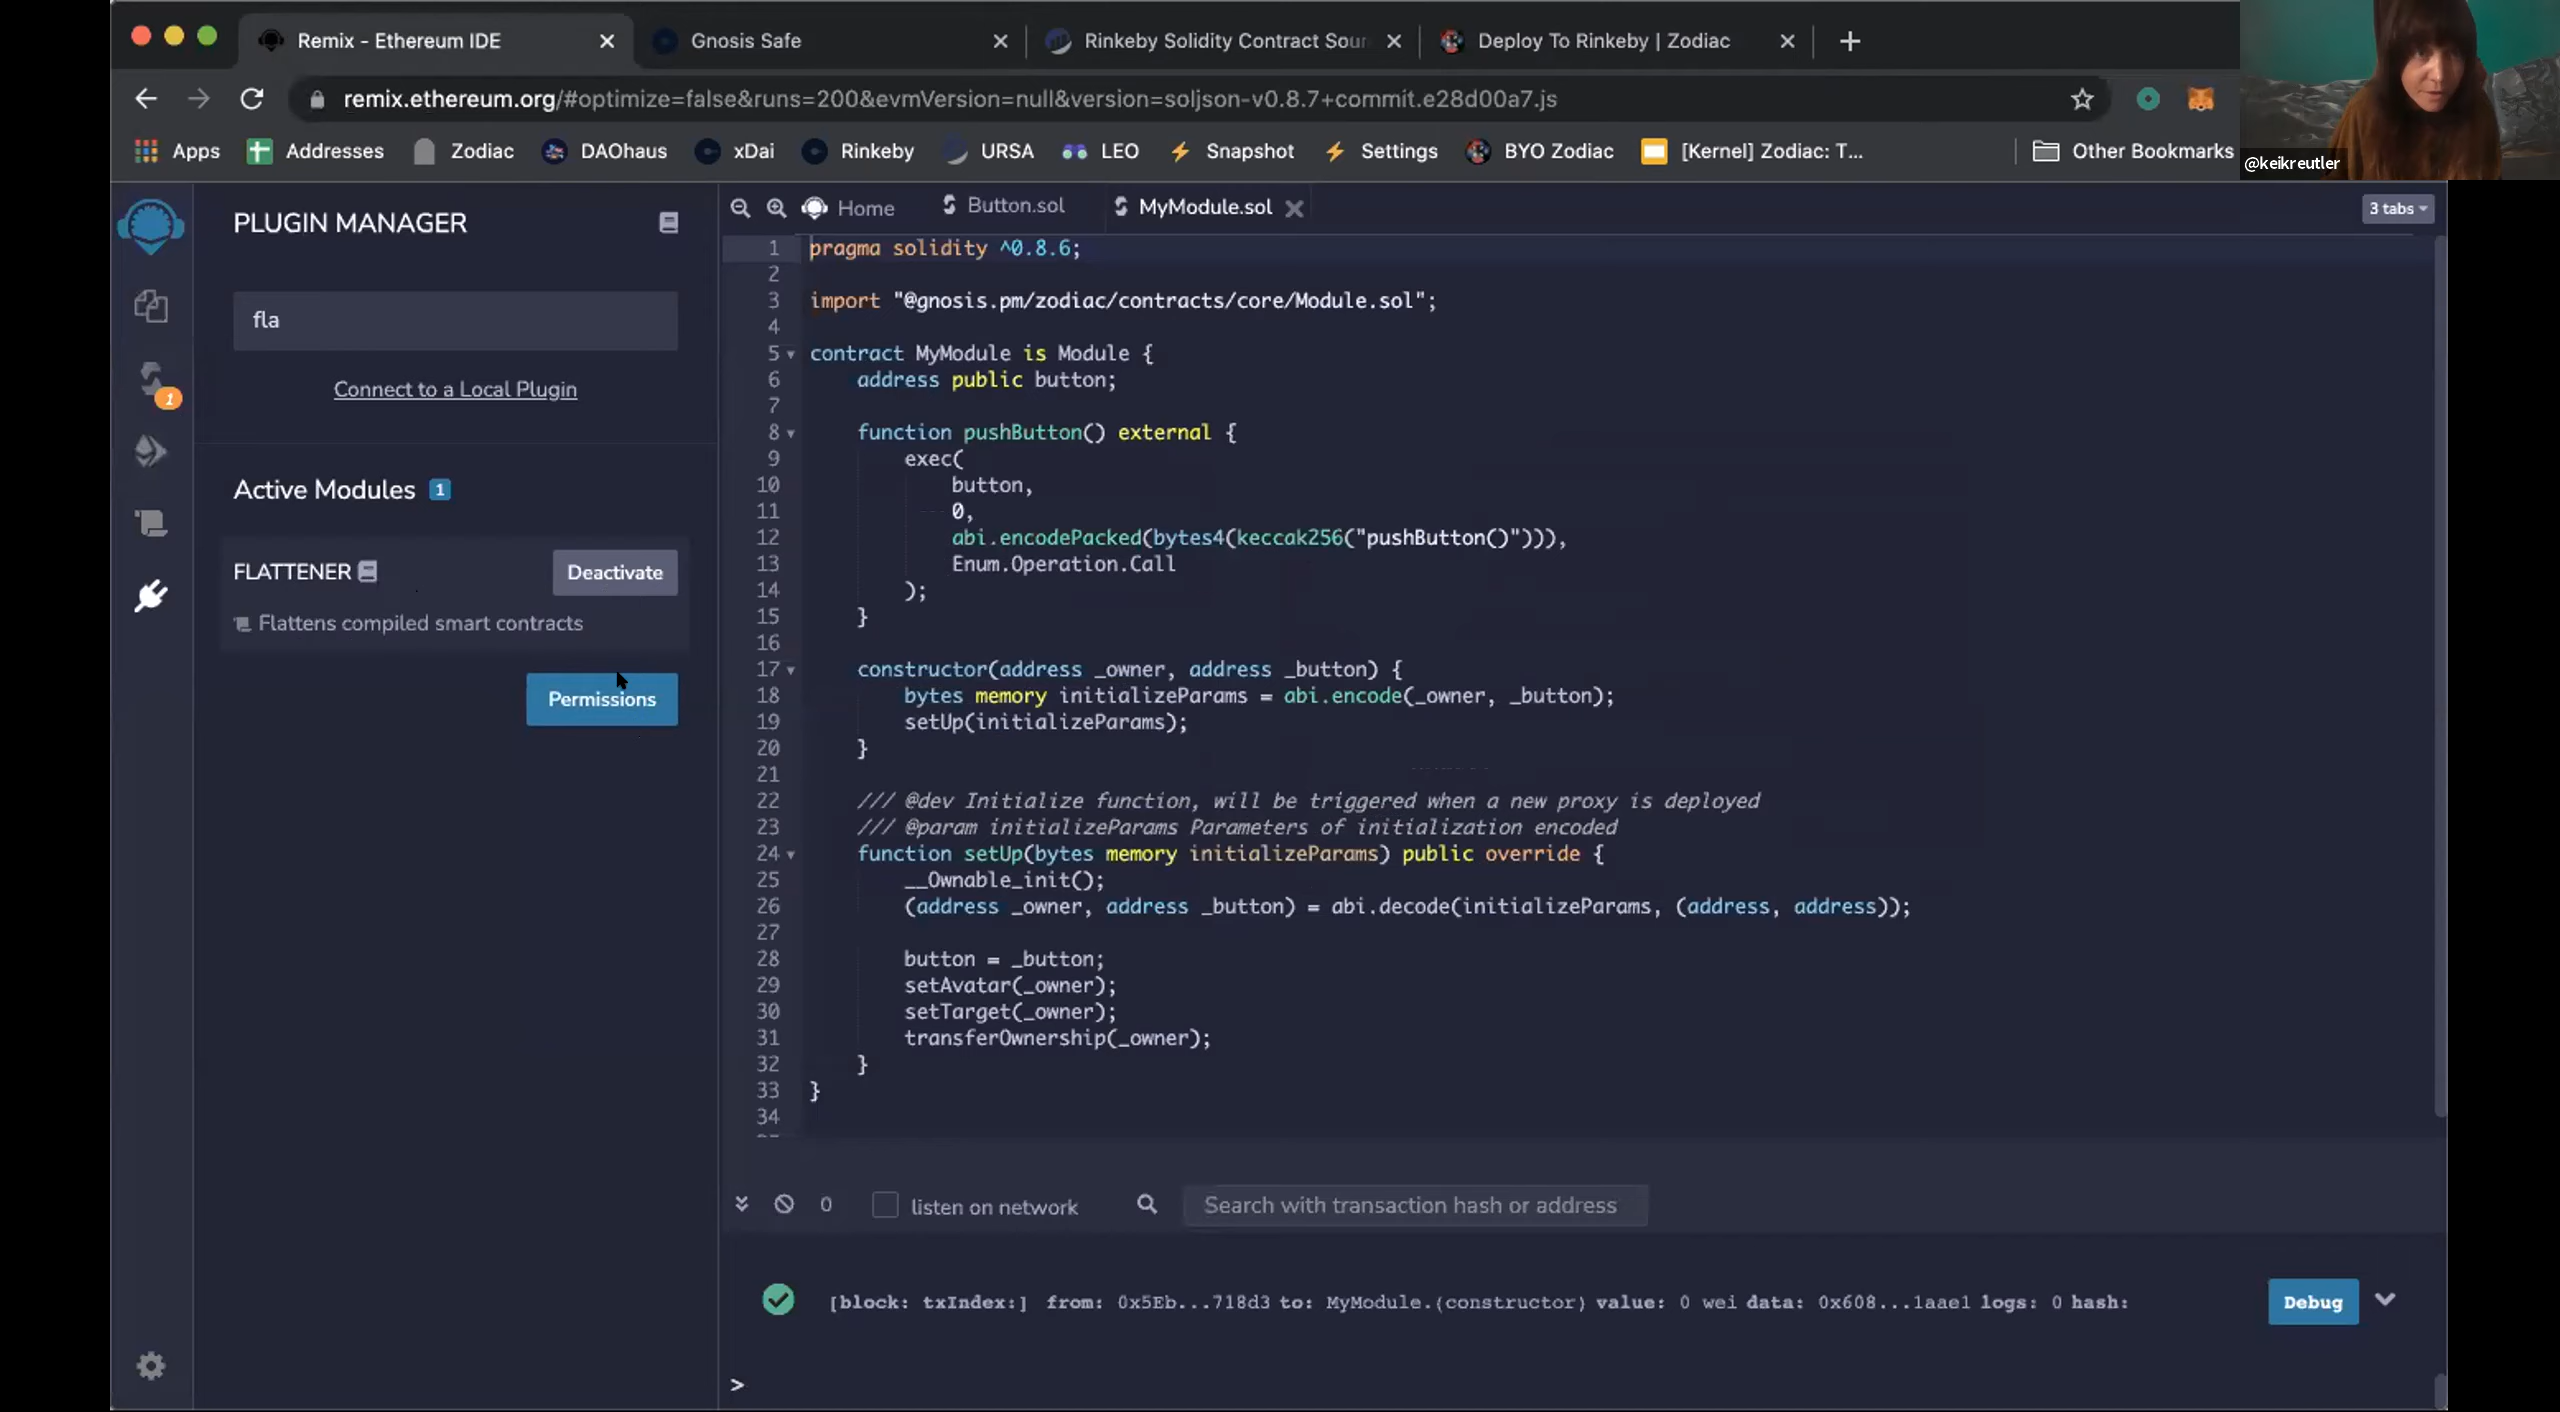 Remix - Ethereum IDE
Gnosis Safe
Rinkeby Solidity Contract Sour
Deploy To Rinkeby | Zodiac
remix.ethereum.org/#optimize=false&runs=200&evmVersion=null&version=soljson-v0.8.7+commit.e28d00a7.js
Apps
Addresses
Zodiac
DAOhaus
xDai
Rinkeby
URSA
LEO
Snapshot
Settings
BYO Zodiac
[Kernel] Zodiac: T...
Other Bookmarks
@keikreutler
PLUGIN MANAGER
fla
Connect to a Local Plugin
Active Modules 1
FLATTENER
Deactivate
Flattens compiled smart contracts
Permissions
1
Home
Button.sol
MyModule.sol
3 tabs
1 pragma solidity ^0.8.6;
2
3 import "@gnosis.pm/zodiac/contracts/core/Module.sol";
4
5 contract MyModule is Module {
6 address public button;
7
8 function pushButton() external {
9 exec(
10 button,
11 0,
12 abi.encodePacked(bytes4(keccak256("pushButton()"))),
13 Enum.Operation.Call
14 );
15 }
16
17 constructor(address _owner, address _button) {
18 bytes memory initializeParams = abi.encode(_owner, _button);
19 setUp(initializeParams);
20 }
21
22 /// @dev Initialize function, will be triggered when a new proxy is deployed
23 /// @param initializeParams Parameters of initialization encoded
24 function setUp(bytes memory initializeParams) public override {
25 __Ownable_init();
26 (address _owner, address _button) = abi.decode(initializeParams, (address, address));
27
28 button = _button;
29 setAvatar(_owner);
30 setTarget(_owner);
31 transferOwnership(_owner);
32 }
33 }
34
0
listen on network
Search with transaction hash or address
[block: txIndex:] from: 0x5Eb...718d3 to: MyModule.(constructor) value: 0 wei data: 0x608...1aae1 logs: 0 hash:
Debug
>